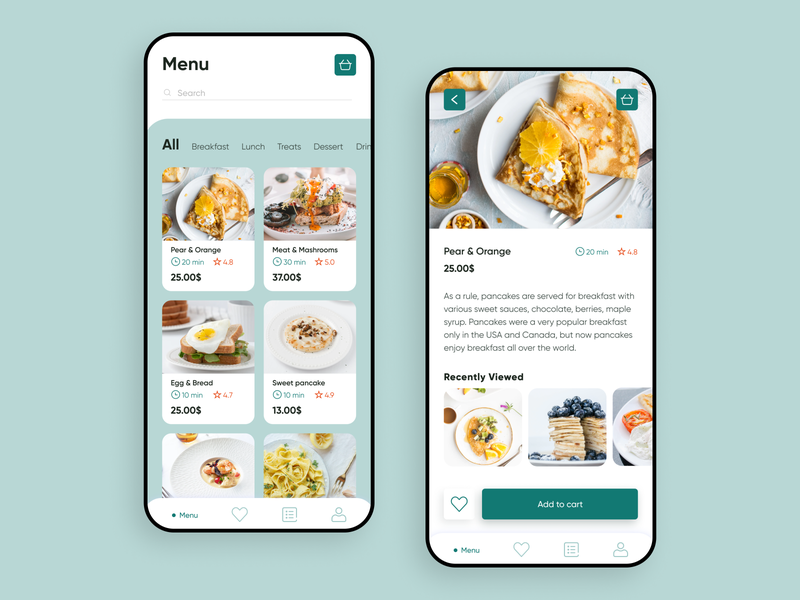 Menu
Search
All Breakfast Lunch Treats Dessert Drin
Pear & Orange
20 min 4.8
25.00$
Meat & Mashrooms
30 min 5.0
37.00$
Egg & Bread
10 min 4.7
25.00$
Sweet pancake
10 min 4.9
13.00$
Menu
Pear & Orange
20 min 4.8
25.00$
As a rule, pancakes are served for breakfast with
various sweet sauces, chocolate, berries, maple
syrup. Pancakes were a very popular breakfast
only in the USA and Canada, but now pancakes
enjoy breakfast all over the world.
Recently Viewed
Add to cart
Menu